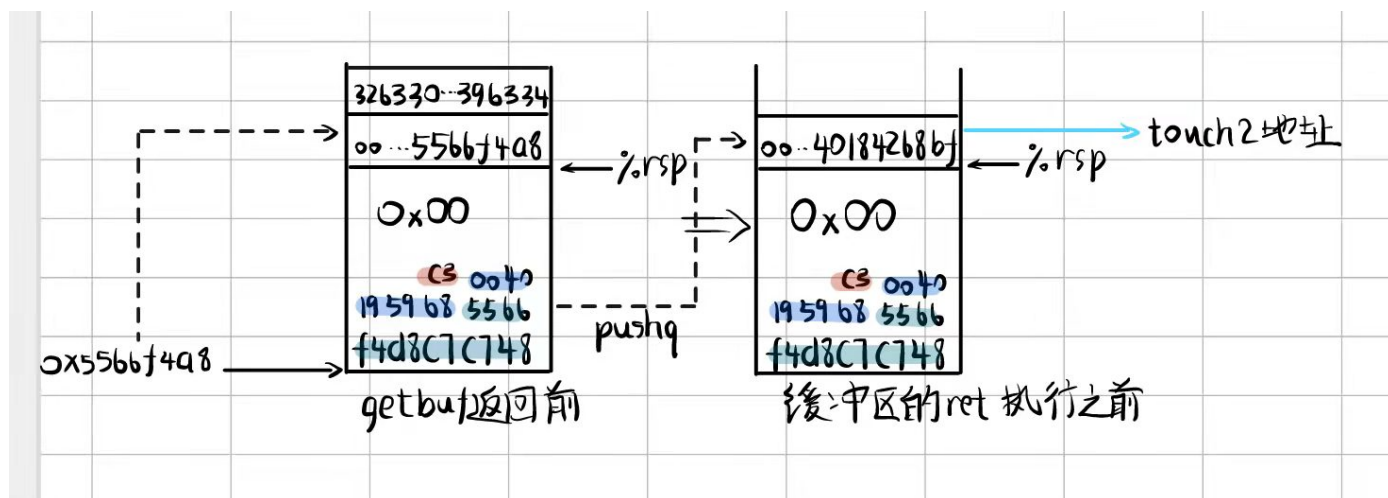 326330…396334
00…5566f4a8
%rsp
0x00
C3 0040
195968 5566
f4d8C7C748
0x5566f4a8
getbuf返回前
pushq
00…40184268bf
touch2地址
%rsp
0x00
C3 0040
195968 5566
f4d8C7C748
缓冲区的ret执行之前